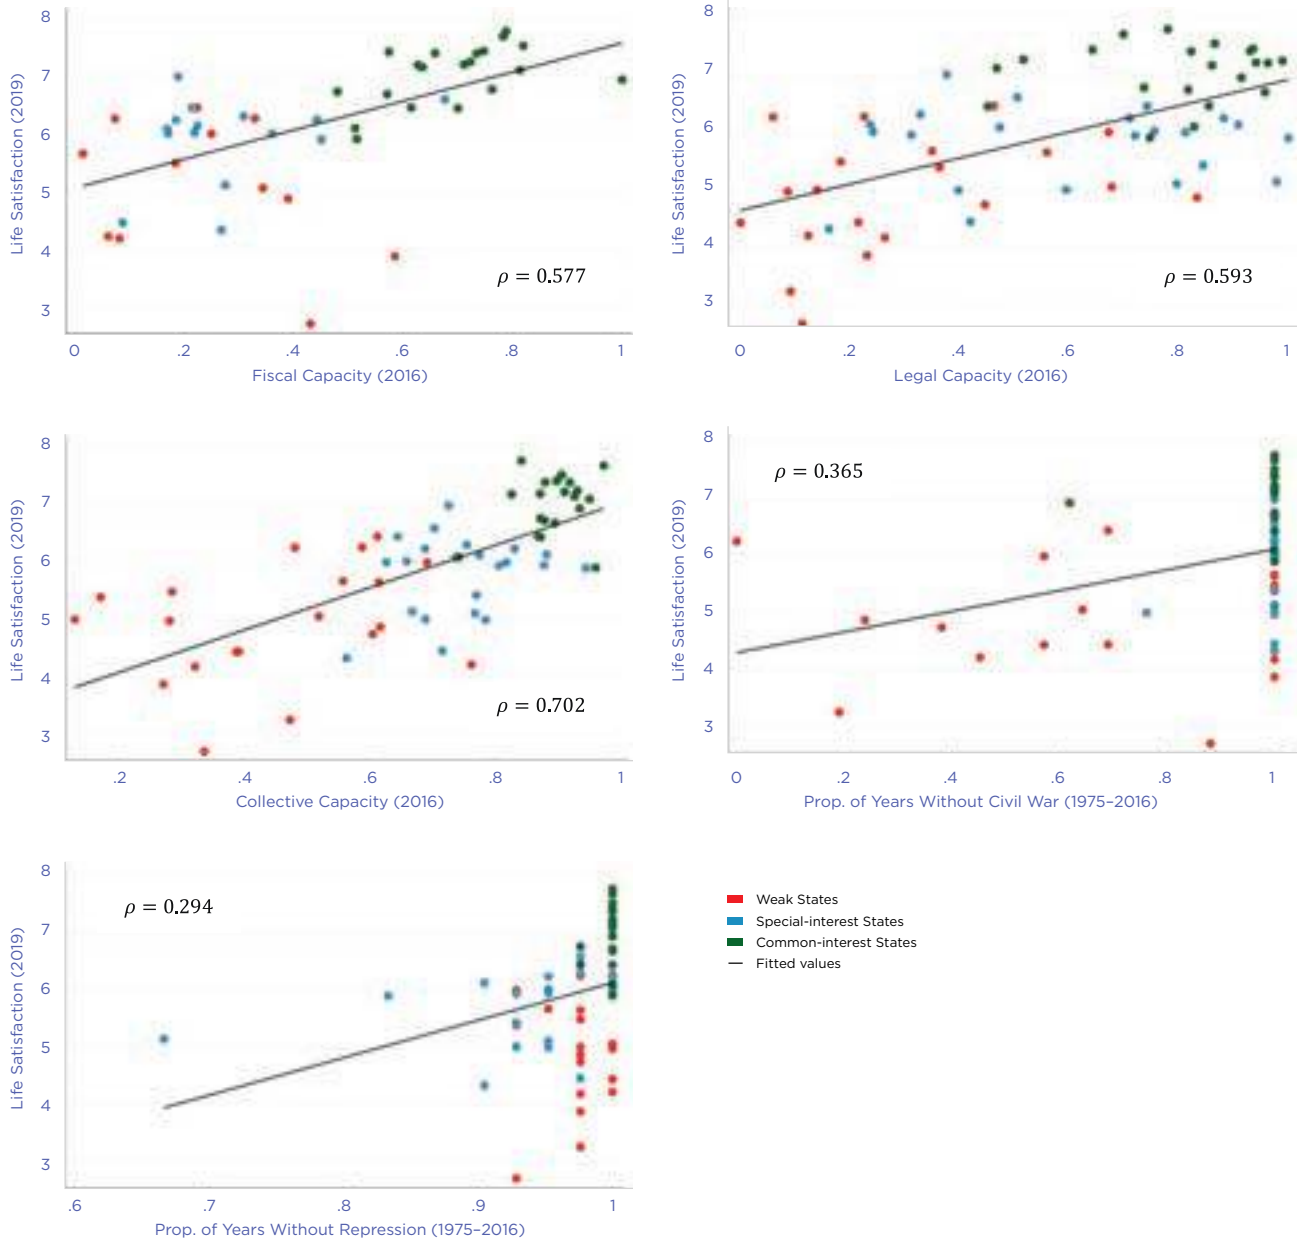 8
7
6
5
4
3
Life Satisfaction (2019)
ρ = 0.577
0 .2 .4 .6 .8 1
Fiscal Capacity (2016)
8
7
6
5
4
3
Life Satisfaction (2019)
ρ = 0.593
0 .2 .4 .6 .8 1
Legal Capacity (2016)
8
7
6
5
4
3
Life Satisfaction (2019)
ρ = 0.702
.2 .4 .6 .8 1
Collective Capacity (2016)
8
7
6
5
4
3
Life Satisfaction (2019)
ρ = 0.365
0 .2 .4 .6 .8 1
Prop. of Years Without Civil War (1975–2016)
8
7
6
5
4
3
Life Satisfaction (2019)
ρ = 0.294
.6 .7 .8 .9 1
Prop. of Years Without Repression (1975–2016)
Weak States
Special-interest States
Common-interest States
Fitted values